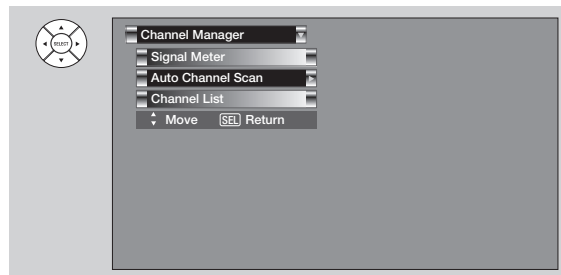 SELECT
Channel Manager
Signal Meter
Auto Channel Scan
Channel List
Move SEL Return